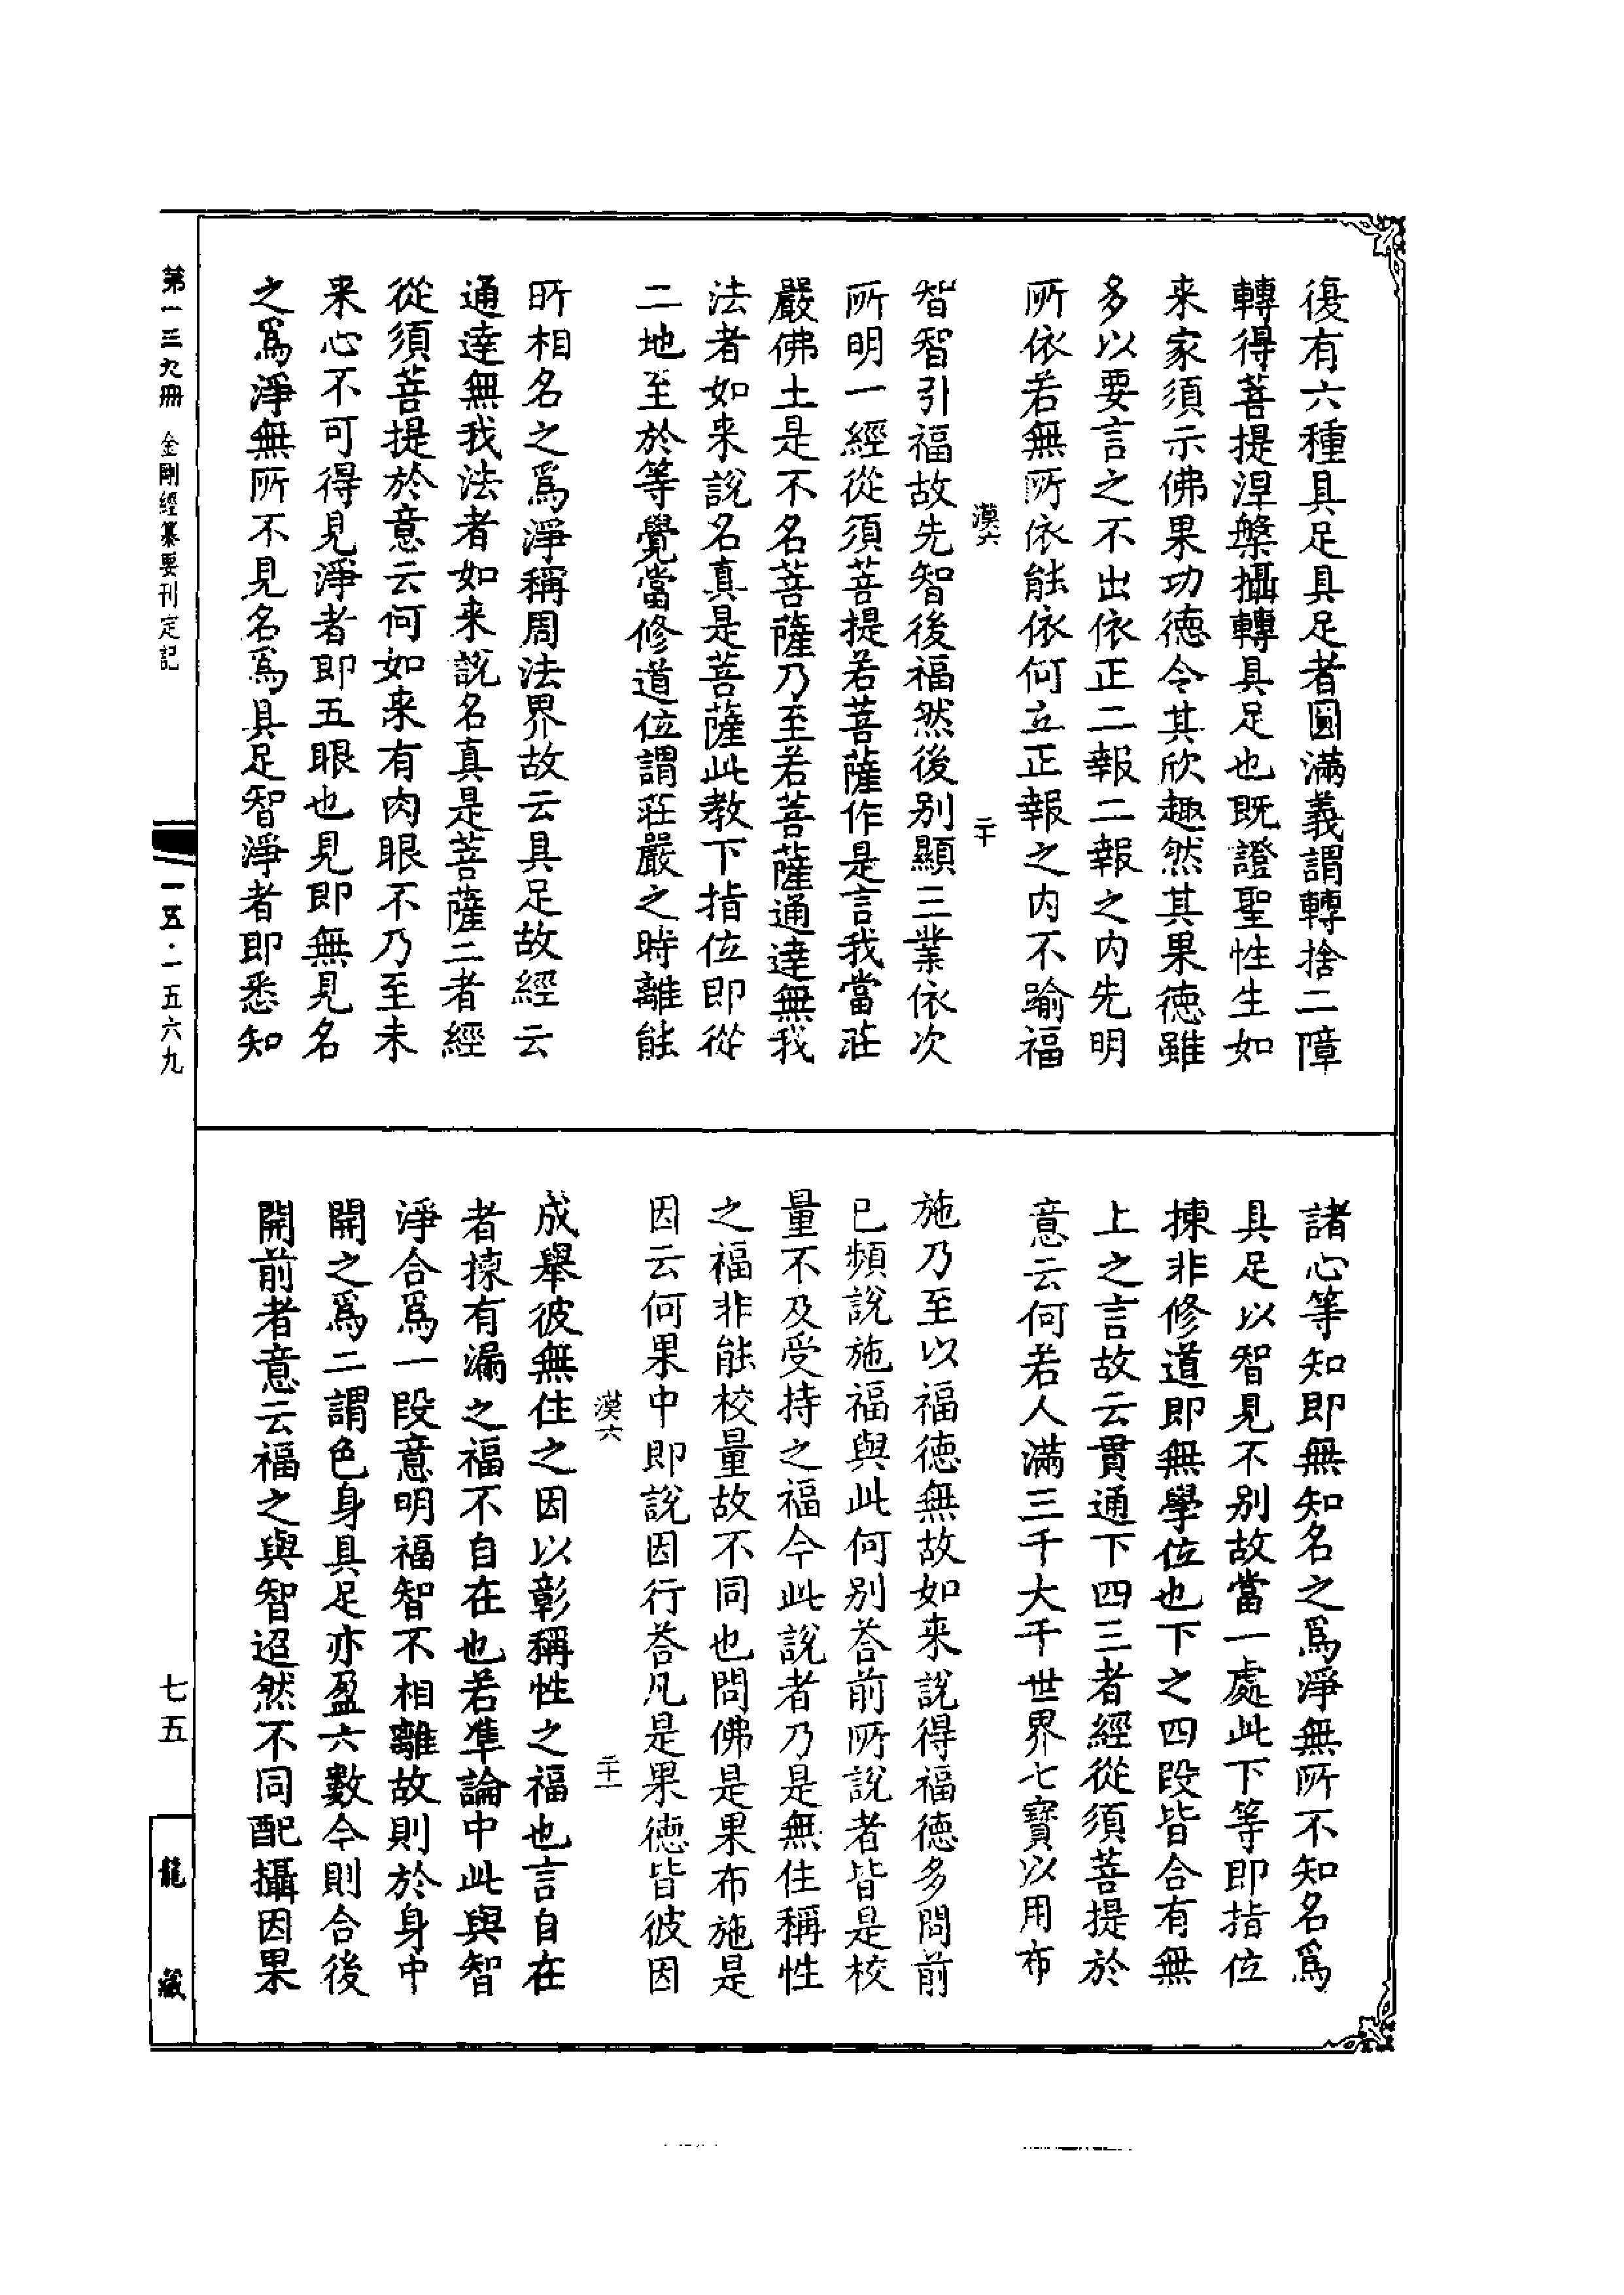 復有六種具足具足者圓滿義謂轉捨二障
轉得菩提涅槃攝轉具足也既證聖性生如
来家須示佛果功德令其欣趣然其果德雖
多以要言之不出依正二報二報之内先明
所依若無所依能依何立正報之内不踰福
漢六
二十
智智引福故先智後福然後别顯三業依次
所明一經從須菩提若菩薩作是言我當莊
嚴佛土是不名菩薩乃至若菩薩通達無我
法者如来說名真是菩薩此教下指位即從
二地至於等覺當修道位謂莊嚴之時離能
所相名之爲淨稱周法界故云具足故經云
通達無我法者如来説名真是菩薩二者經
從須菩提於意云何如来有肉眼不乃至未
来心不可得見淨者即五眼也見即無見名
之爲淨無所不見名爲具足智淨者即悉知
諸心等知即無知名之爲淨無所不知名爲
具足以智見不别故當一處此下等即指位
揀非修道即無學位也下之四段皆合有無
上之言故云貫通下四三者經從須菩提於
意云何若人滿三千大千世界七寶以用布
施乃至以福德無故如来說得福德多問前
已頻說施福與此何别荅前所說者皆是校
量不及受持之福今此說者乃是無住稱性
之福非能校量故不同也問佛是果布施是
因云何果中即說因行荅凡是果德皆彼因
漢六
二十一
成舉彼無住之因以彰稱性之福也言自在
者揀有漏之福不自在也若準論中此與智
淨合爲一段意明福智不相離故則於身中
開之爲二謂色身具足亦盈六數今則合後
開前者意云福之與智迢然不同配攝因果
第一三九冊 金剛經纂要刊定記
一五·一五六九
七五
龍藏